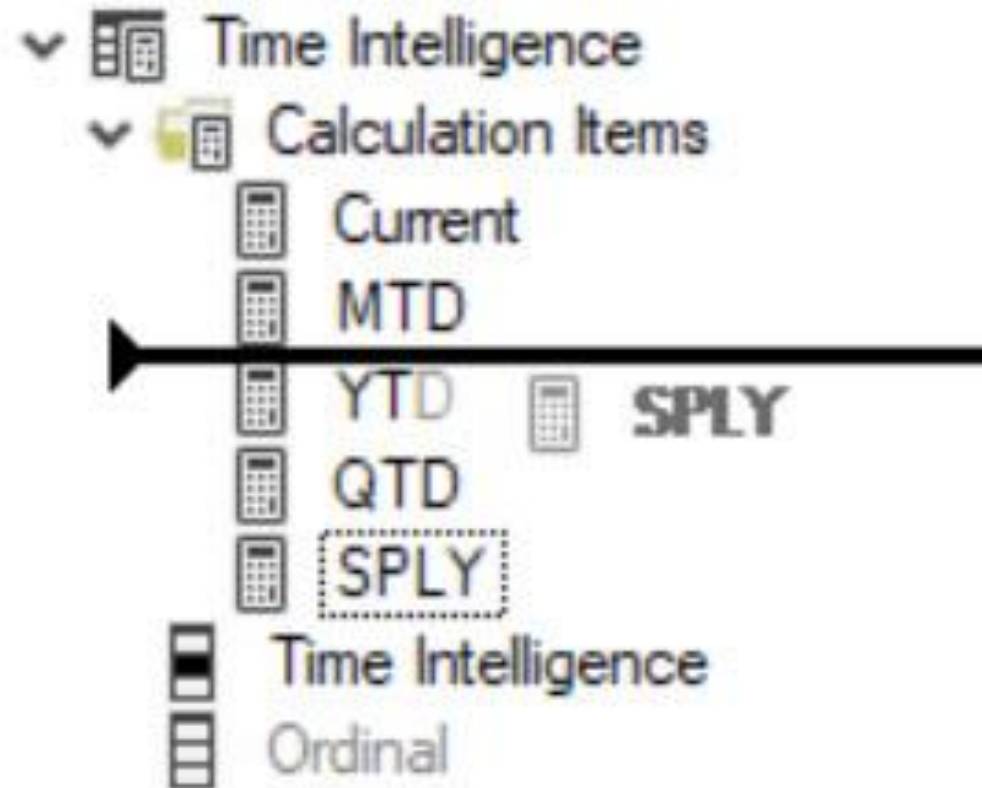 Time Intelligence
Calculation Items
Current
MTD
YTD SPLY
QTD
SPLY
Time Intelligence
Ordinal